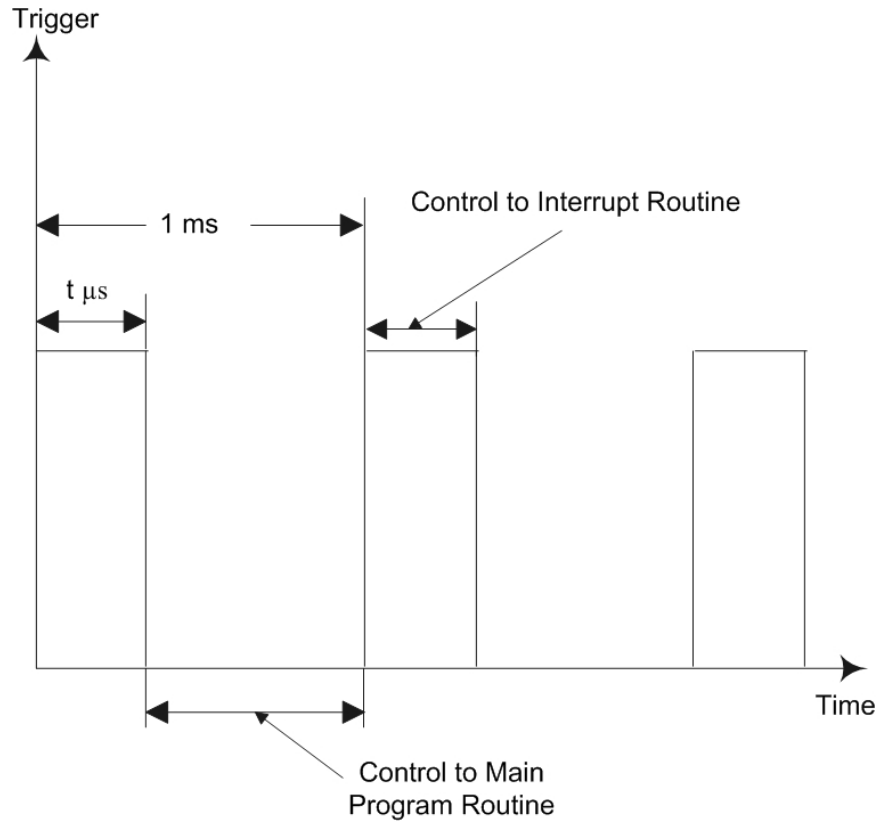 Trigger
Control to Interrupt Routine
1 ms
t μs
Time
Control to Main
Program Routine